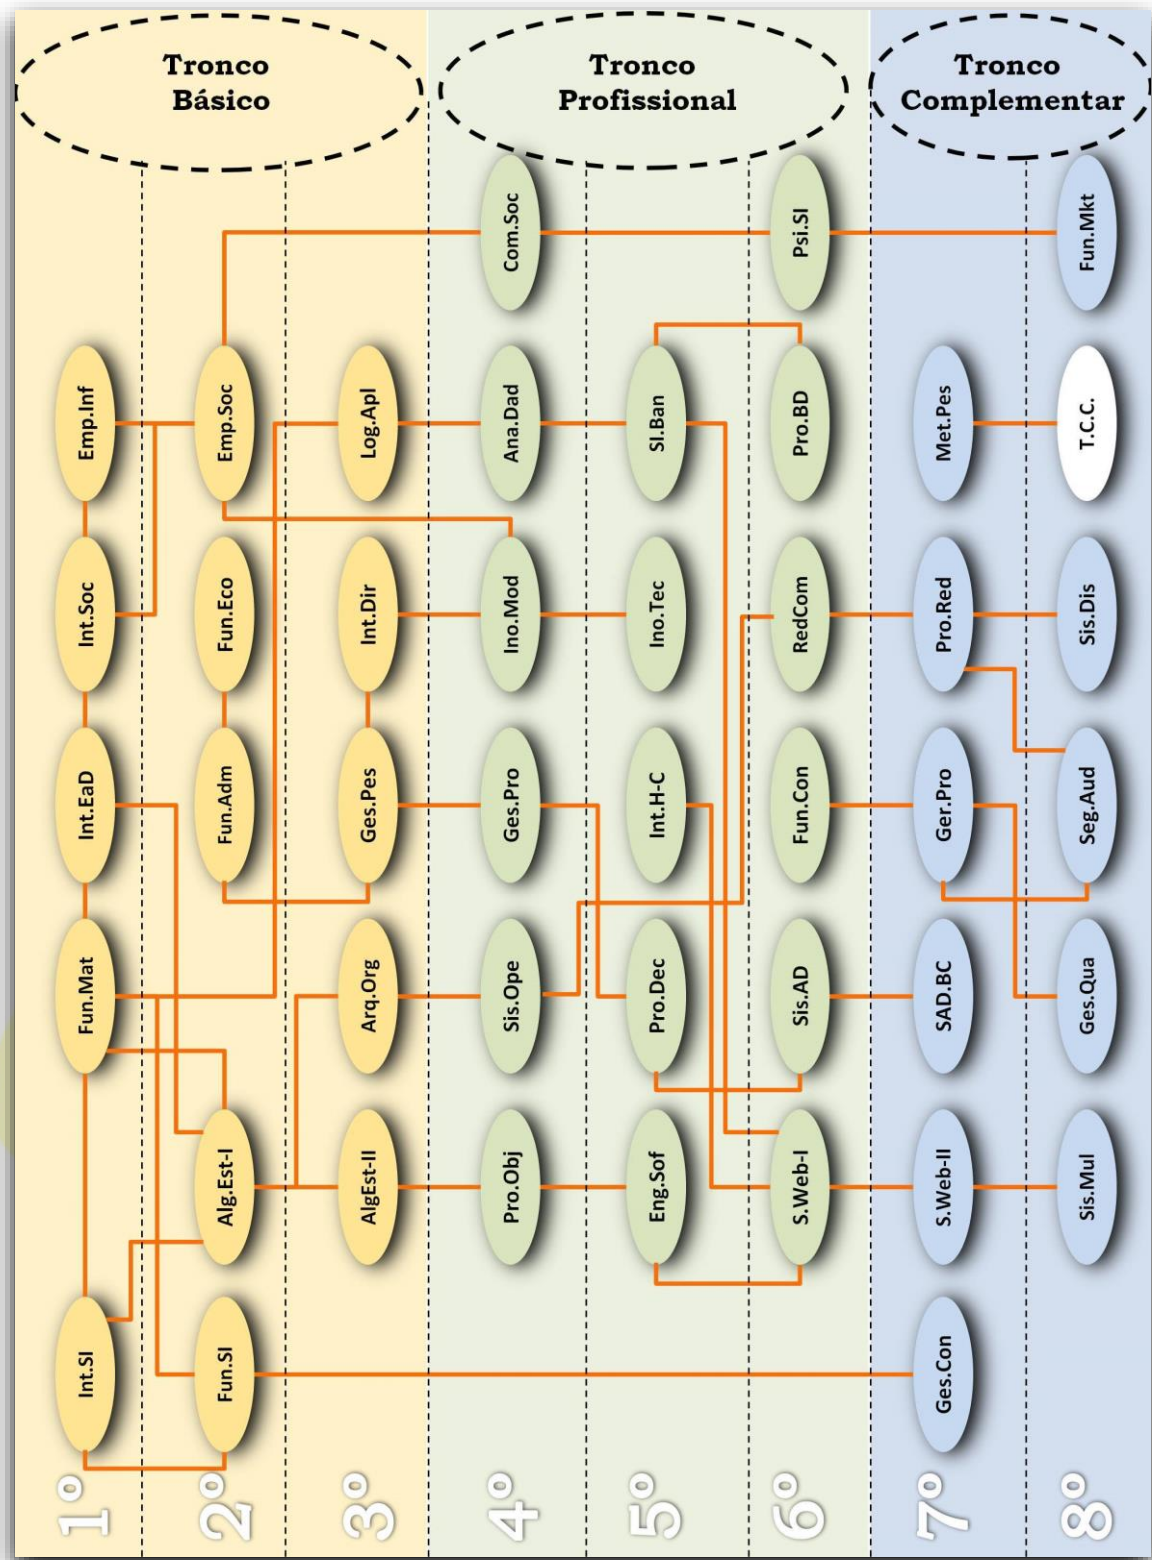 Tronco
Básico
Tronco
Profissional
Tronco
Complementar
1º
Int.SI
Fun.Mat
Int.EaD
Int.Soc
Emp.Inf
2º
Fun.SI
Alg.Est-I
Fun.Adm
Fun.Eco
Emp.Soc
3º
AlgEst-II
Arq.Org
Ges.Pes
Int.Dir
Log.Apl
4º
Pro.Obj
Sis.Ope
Ges.Pro
Ino.Mod
Ana.Dad
Com.Soc
5º
Eng.Sof
Pro.Dec
Int.H-C
Ino.Tec
SI.Ban
6º
S.Web-I
Sis.AD
Fun.Con
RedCom
Pro.BD
Psi.SI
7º
Ges.Con
S.Web-II
SAD.BC
Ger.Pro
Pro.Red
Met.Pes
8º
Sis.Mul
Ges.Qua
Seg.Aud
Sis.Dis
T.C.C.
Fun.Mkt